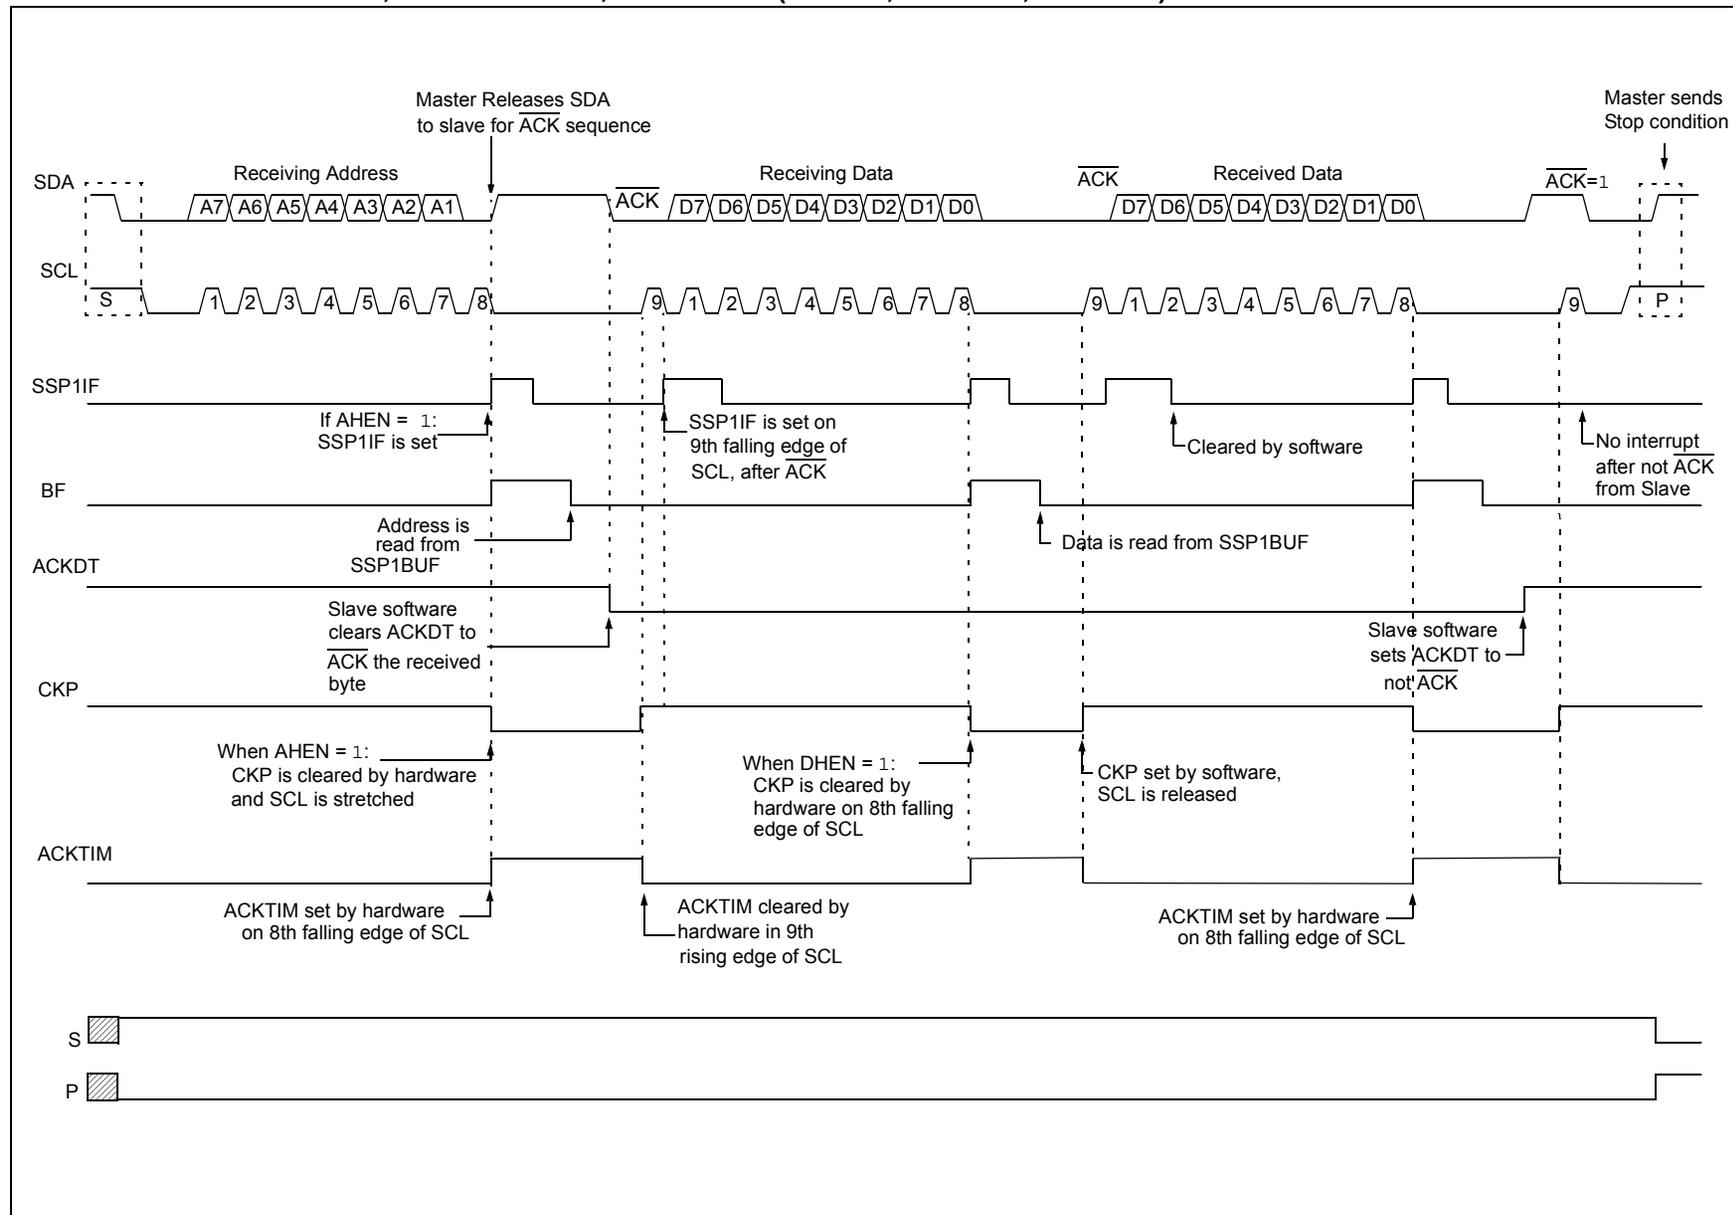 Master Releases SDA
to slave for ACK sequence
Master sends
Stop condition
SDA
Receiving Address
A7 A6 A5 A4 A3 A2 A1
ACK
Receiving Data
D7 D6 D5 D4 D3 D2 D1 D0
ACK
Received Data
D7 D6 D5 D4 D3 D2 D1 D0
ACK=1
SCL
S
1 2 3 4 5 6 7 8 9 1 2 3 4 5 6 7 8 9 1 2 3 4 5 6 7 8 9
P
SSP1IF
If AHEN = 1:
SSP1IF is set
SSP1IF is set on
9th falling edge of
SCL, after ACK
Cleared by software
No interrupt
after not ACK
from Slave
BF
Address is
read from
SSP1BUF
Data is read from SSP1BUF
ACKDT
Slave software
clears ACKDT to
ACK the received
byte
Slave software
sets ACKDT to
not ACK
CKP
When AHEN = 1:
CKP is cleared by hardware
and SCL is stretched
When DHEN = 1:
CKP is cleared by
hardware on 8th falling
edge of SCL
CKP set by software,
SCL is released
ACKTIM
ACKTIM set by hardware
on 8th falling edge of SCL
ACKTIM cleared by
hardware in 9th
rising edge of SCL
ACKTIM set by hardware
on 8th falling edge of SCL
S
P